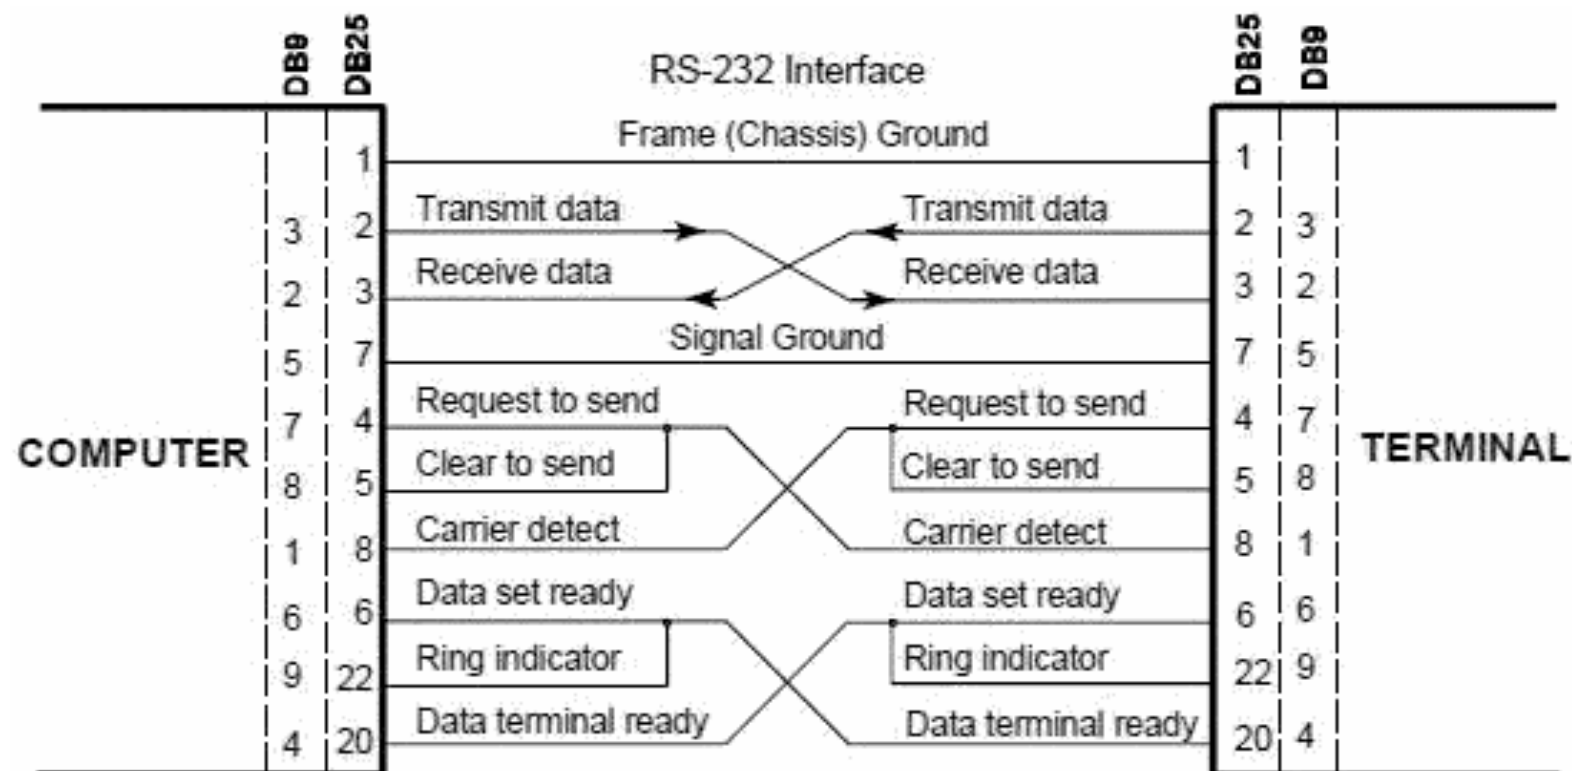 DB9 DB25 RS-232 Interface DB25 DB9
Frame (Chassis) Ground
1 1
Transmit data Transmit data
3 2 2 3
Receive data Receive data
2 3 3 2
Signal Ground
5 7 7 5
Request to send Request to send
7 4 4 7
COMPUTER TERMINAL
Clear to send Clear to send
8 5 5 8
Carrier detect Carrier detect
1 8 8 1
Data set ready Data set ready
6 6 6 6
Ring indicator Ring indicator
9 22 22 9
Data terminal ready Data terminal ready
4 20 20 4